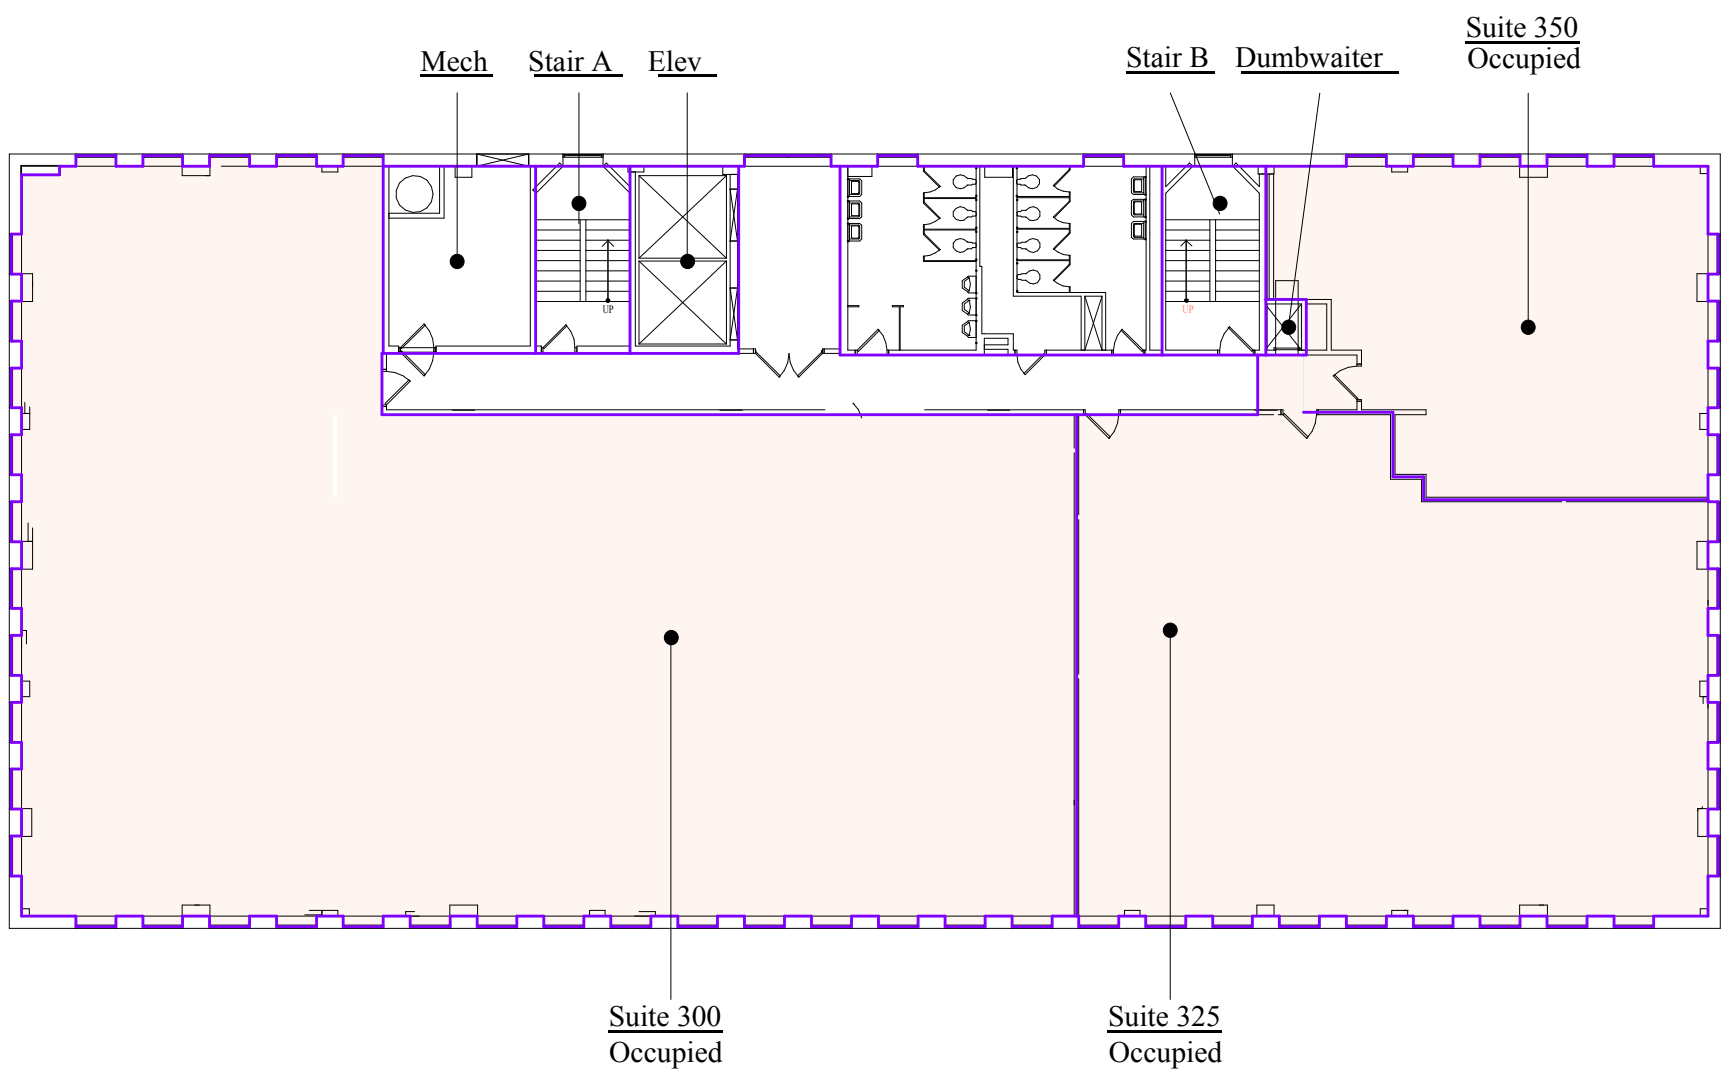 Suite 350
Occupied
Mech
Stair A
Elev
Stair B
Dumbwaiter
UP
UP
Suite 300
Occupied
Suite 325
Occupied